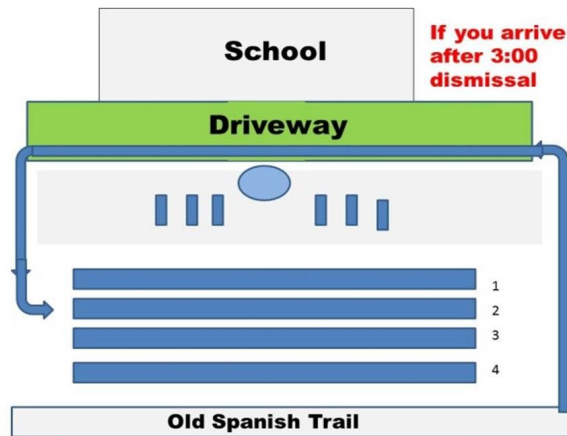 School
If you arrive
after 3:00
dismissal
Driveway
1
2
3
4
Old Spanish Trail